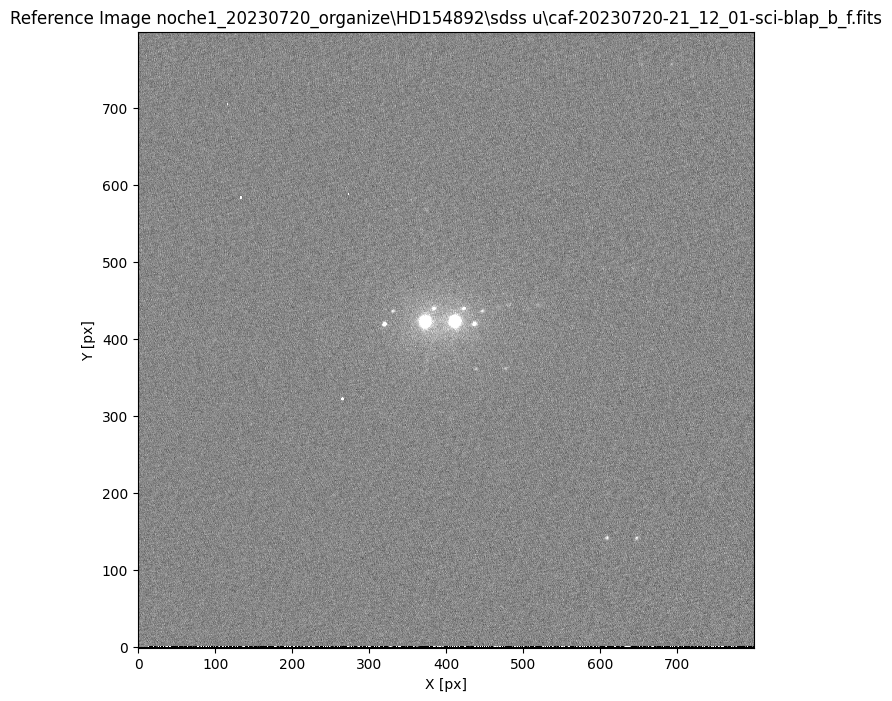 Reference Image noche1_20230720_organize\HD154892\sdss u\caf-20230720-21_12_01-sci-blap_b_f.fits
700
600
500
400
300
200
100
0
Y [px]
0 100 200 300 400 500 600 700
X [px]